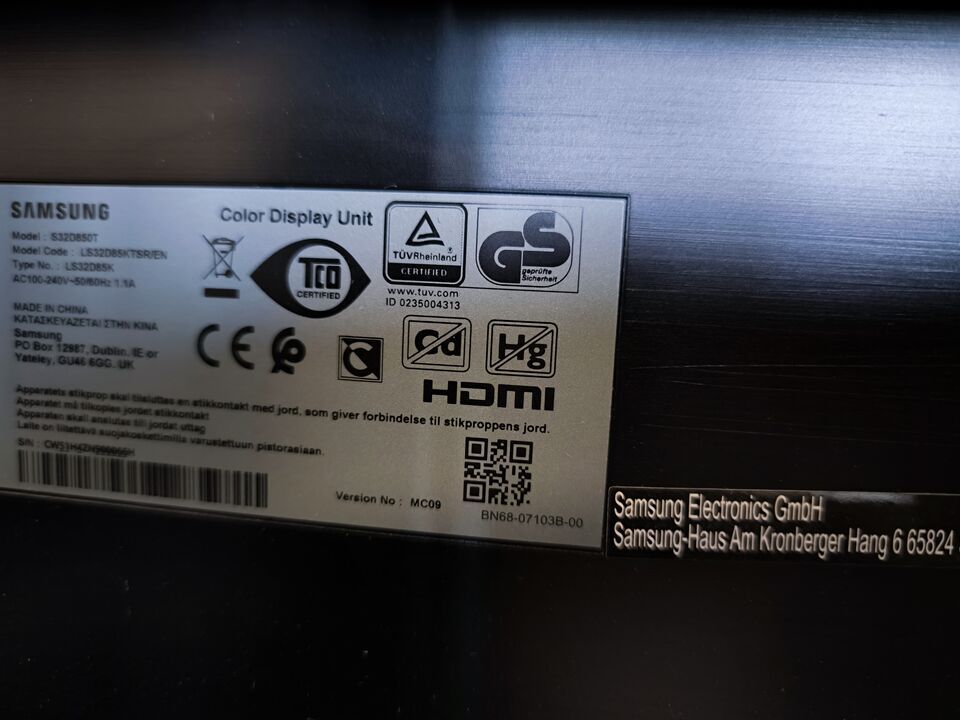 SAMSUNG
Color Display Unit
Model : S32D850T
Model Code : LS32D85KTSR/EN
Type No. : LS32D85K
AC100-240V~50/60Hz 1.1A
MADE IN CHINA
ΚΑΤΑΣΚΕΥΑΖΕΤΑΙ ΣΤΗΝ ΚΙΝΑ
Samsung
PO Box 12987, Dublin. IE or
Yateley, GU46 6GG. UK
TCO
CERTIFIED
TÜVRheinland
CERTIFIED
www.tuv.com
ID 0235004313
GS
geprüfte
Sicherheit
CE
Cd
Hg
HDMI
Apparatets stikprop skal tilsluttes en stikkontakt med jord, som giver forbindelse til stikproppens jord.
Apparatet må tilkoples jordet stikkontakt
Apparaten skall anslutas till jordat uttag
Laite on liitettävä suojakoskettimilla varustettuun pistorasiaan.
S/N :
Version No : MC09
BN68-07103B-00
Samsung Electronics GmbH
Samsung-Haus Am Kronberger Hang 6 65824